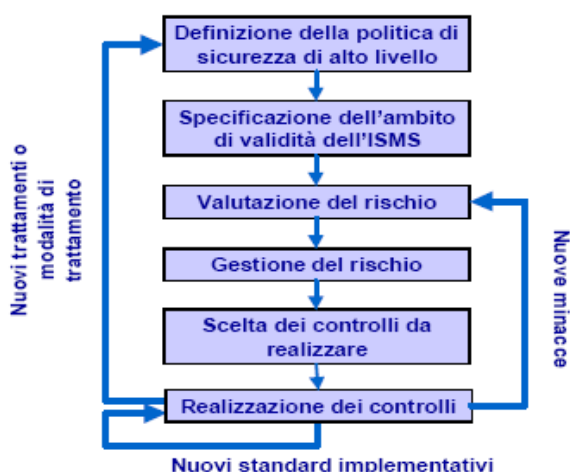 Definizione della politica di
sicurezza di alto livello
Specificazione dell'ambito
di validità dell'ISMS
Valutazione del rischio
Gestione del rischio
Scelta dei controlli da
realizzare
Realizzazione dei controlli
Nuovi trattamenti o
modalità di
trattamento
Nuove minacce
Nuovi standard implementativi